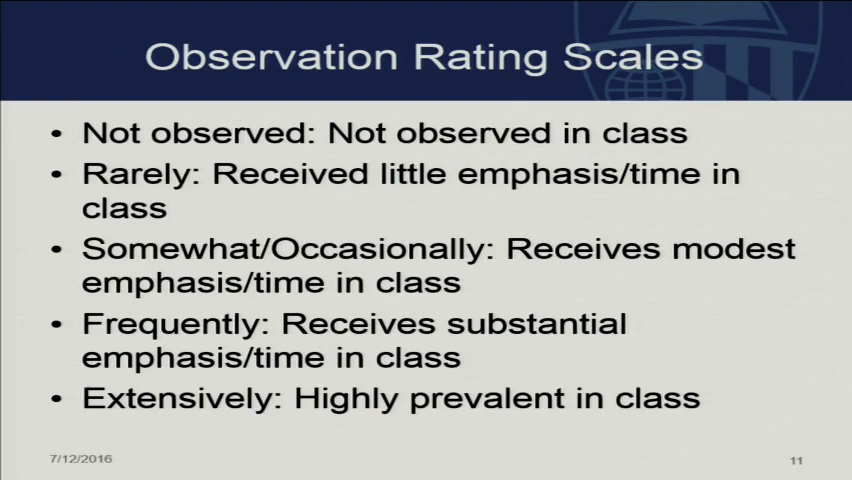 Observation Rating Scales
• Not observed: Not observed in class
• Rarely: Received little emphasis/time in
class
• Somewhat/Occasionally: Receives modest
emphasis/time in class
• Frequently: Receives substantial
emphasis/time in class
• Extensively: Highly prevalent in class
7/12/2016
11